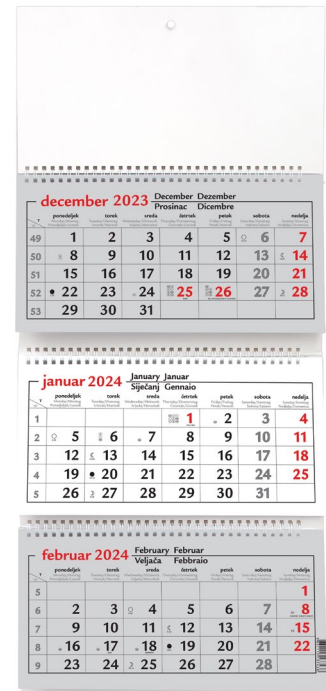 december 2023 December Dezember
Prosinac Dicembre
T ponedeljek torek sreda četrtek petek sobota nedelja
49 1 2 3 4 5 6 7
50 8 9 10 11 12 13 14
51 15 16 17 18 19 20 21
52 22 23 24 25 26 27 28
53 29 30 31
januar 2024 January Januar
Siječanj Gennaio
T ponedeljek torek sreda četrtek petek sobota nedelja
1 1 2 3 4
2 5 6 7 8 9 10 11
3 12 13 14 15 16 17 18
4 19 20 21 22 23 24 25
5 26 27 28 29 30 31
februar 2024 February Februar
Veljača Febbraio
T ponedeljek torek sreda četrtek petek sobota nedelja
5 1
6 2 3 4 5 6 7 8
7 9 10 11 12 13 14 15
8 16 17 18 19 20 21 22
9 23 24 25 26 27 28